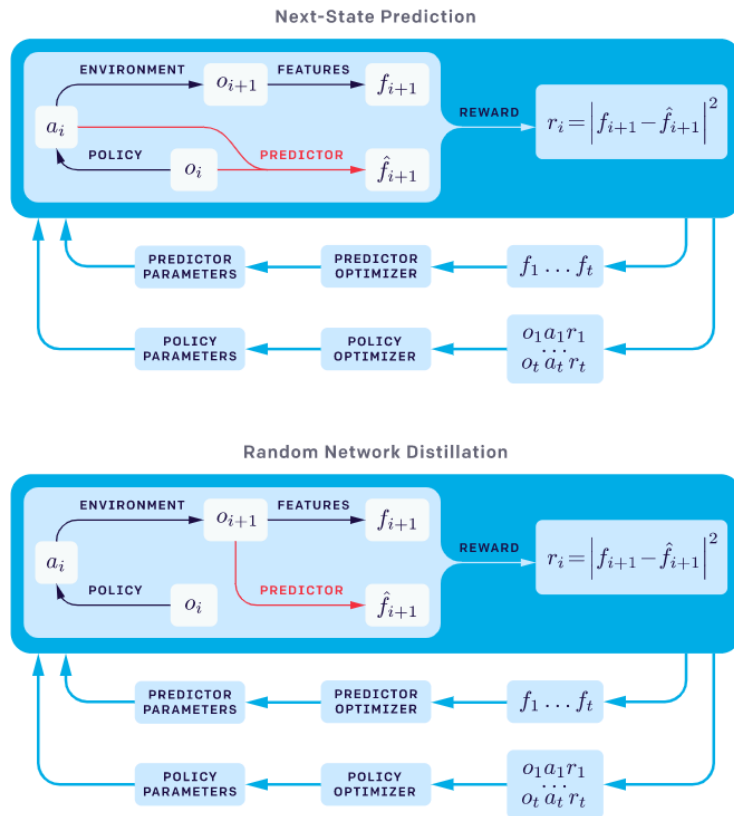 Next-State Prediction
ENVIRONMENT
o_{i+1}
FEATURES
f_{i+1}
a_i
REWARD
r_i = |f_{i+1} − f̂_{i+1}|^2
POLICY
o_i
PREDICTOR
f̂_{i+1}
PREDICTOR
PARAMETERS
PREDICTOR
OPTIMIZER
f_1 ... f_t
POLICY
PARAMETERS
POLICY
OPTIMIZER
o_1 a_1 r_1
...
o_t a_t r_t
Random Network Distillation
ENVIRONMENT
o_{i+1}
FEATURES
f_{i+1}
a_i
REWARD
r_i = |f_{i+1} − f̂_{i+1}|^2
POLICY
o_i
PREDICTOR
f̂_{i+1}
PREDICTOR
PARAMETERS
PREDICTOR
OPTIMIZER
f_1 ... f_t
POLICY
PARAMETERS
POLICY
OPTIMIZER
o_1 a_1 r_1
...
o_t a_t r_t